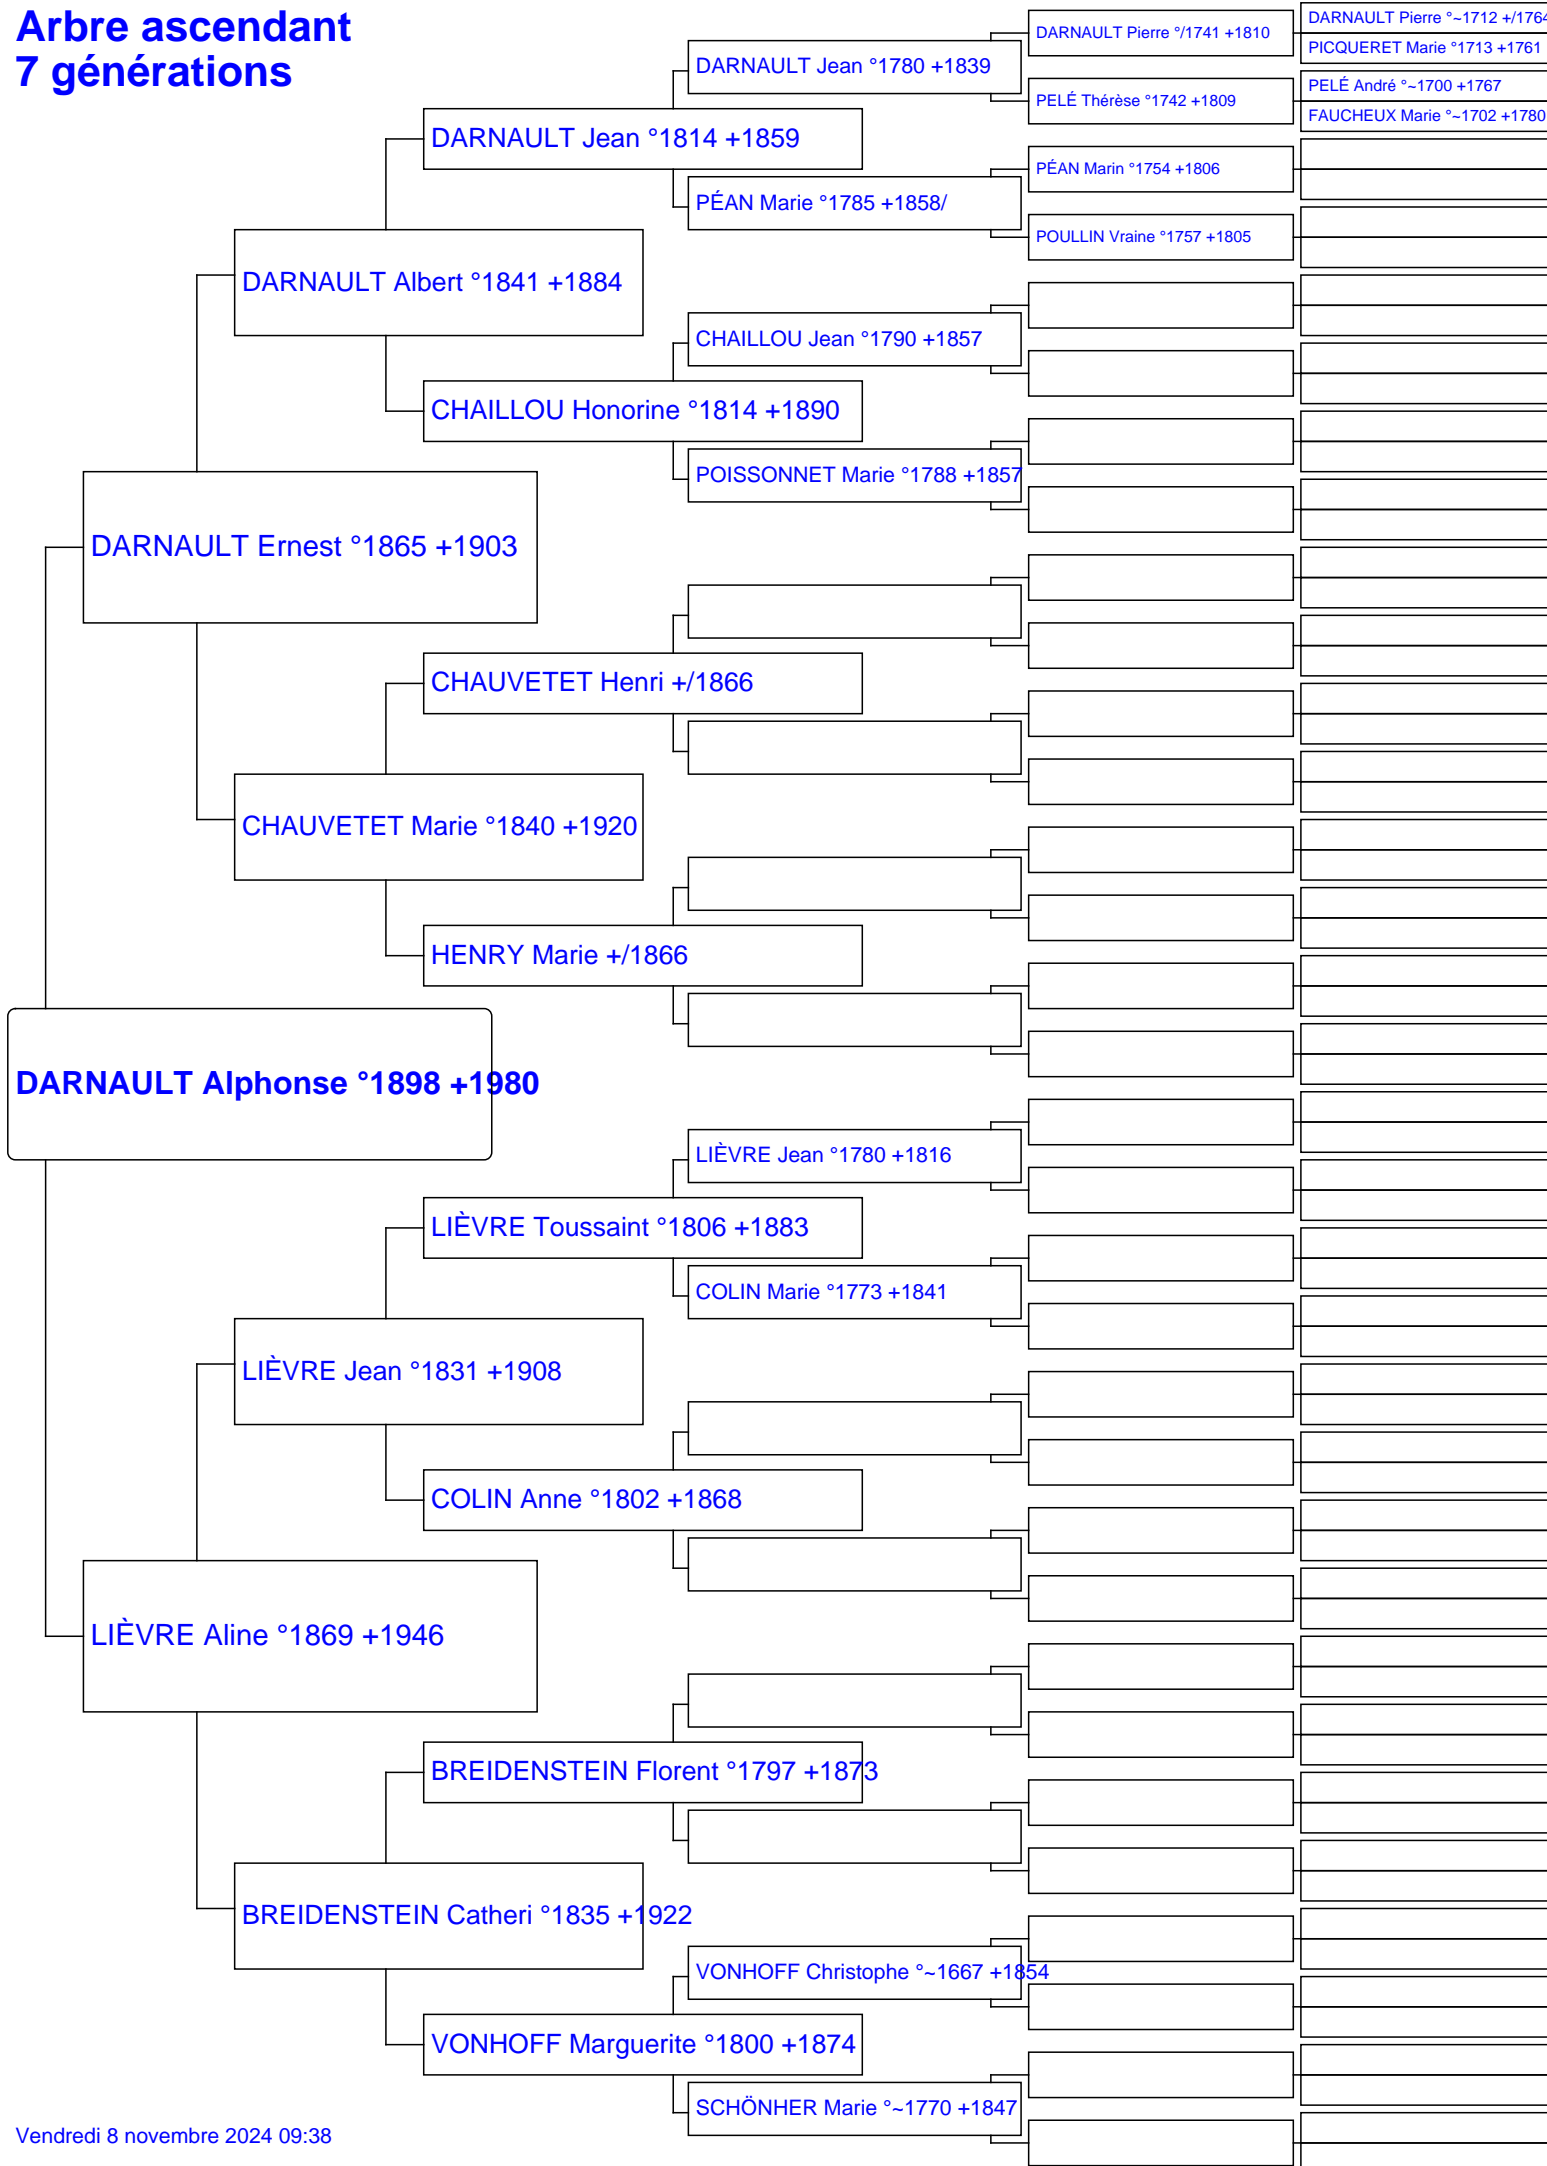 Arbre ascendant
7 générations
DARNAULT Pierre °~1712 +/1764
DARNAULT Pierre °/1741 +1810
PICQUERET Marie °1713 +1761
DARNAULT Jean °1780 +1839
PELÉ André °~1700 +1767
PELÉ Thérèse °1742 +1809
FAUCHEUX Marie °~1702 +1780
DARNAULT Jean °1814 +1859
PÉAN Marin °1754 +1806
PÉAN Marie °1785 +1858/
POULLIN Vraine °1757 +1805
DARNAULT Albert °1841 +1884
CHAILLOU Jean °1790 +1857
CHAILLOU Honorine °1814 +1890
POISSONNET Marie °1788 +1857
DARNAULT Ernest °1865 +1903
CHAUVETET Henri +/1866
CHAUVETET Marie °1840 +1920
HENRY Marie +/1866
DARNAULT Alphonse °1898 +1980
LIÈVRE Jean °1780 +1816
LIÈVRE Toussaint °1806 +1883
COLIN Marie °1773 +1841
LIÈVRE Jean °1831 +1908
COLIN Anne °1802 +1868
LIÈVRE Aline °1869 +1946
BREIDENSTEIN Florent °1797 +1873
BREIDENSTEIN Catheri °1835 +1922
VONHOFF Christophe °~1667 +1854
VONHOFF Marguerite °1800 +1874
SCHÖNHER Marie °~1770 +1847
Vendredi 8 novembre 2024 09:38